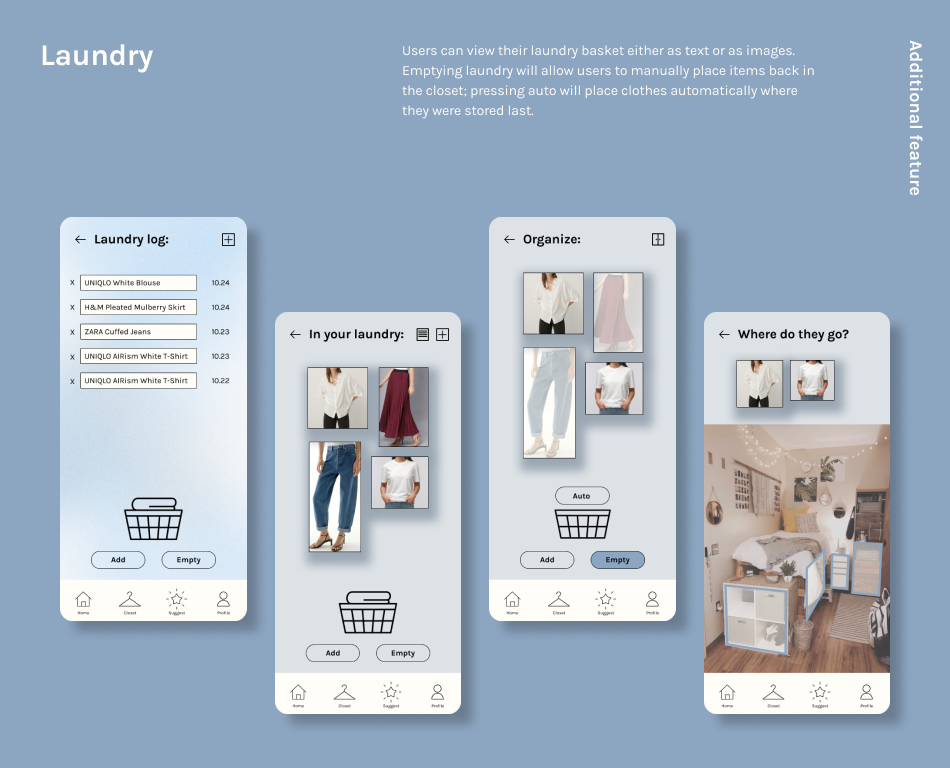 Laundry
Users can view their laundry basket either as text or as images.
Emptying laundry will allow users to manually place items back in
the closet; pressing auto will place clothes automatically where
they were stored last.
Additional feature
Laundry log:
X UNIQLO White Blouse 10.24
X H&M Pleated Mulberry Skirt 10.24
X ZARA Cuffed Jeans 10.23
X UNIQLO AIRism White T-Shirt 10.23
X UNIQLO AIRism White T-Shirt 10.22
Add Empty
Home Closet Suggest Profile
In your laundry:
Add Empty
Home Closet Suggest Profile
Organize:
Auto
Add Empty
Home Closet Suggest Profile
Where do they go?
Home Closet Suggest Profile